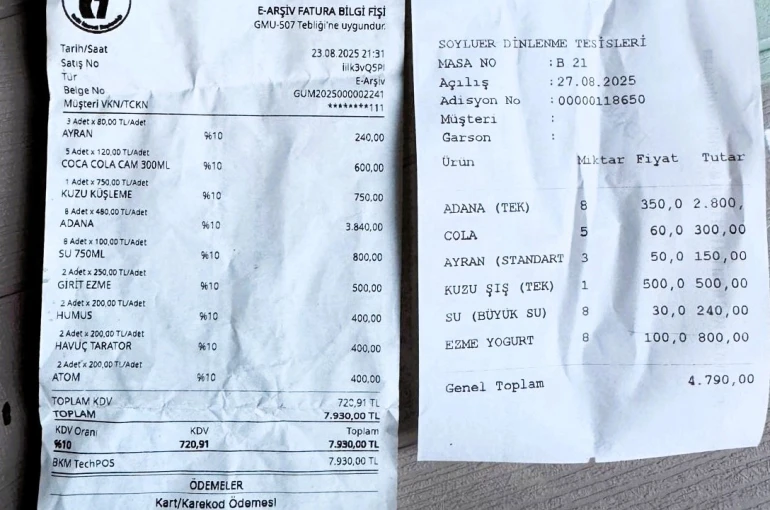 E-ARŞİV FATURA BİLGİ FİŞİ
GMU-507 Tebliği'ne uygundur.
Tarih/Saat 23.08.2025 21:31
Satış No iiIk3vQ5PI
Tür E-Arşiv
Belge No GUM2025000002241
Müşteri VKN/TCKN ********111
3 Adet x 80,00 TL/Adet
AYRAN %10 240,00
5 Adet x 120,00 TL/Adet
COCA COLA CAM 300ML %10 600,00
1 Adet x 750,00 TL/Adet
KUZU KÜŞLEME %10 750,00
8 Adet x 480,00 TL/Adet
ADANA %10 3.840,00
8 Adet x 100,00 TL/Adet
SU 750ML %10 800,00
2 Adet x 250,00 TL/Adet
GİRİT EZME %10 500,00
2 Adet x 200,00 TL/Adet
HUMUS %10 400,00
2 Adet x 200,00 TL/Adet
HAVUÇ TARATOR %10 400,00
2 Adet x 200,00 TL/Adet
ATOM %10 400,00
TOPLAM KDV 720,91 TL
TOPLAM 7.930,00 TL
KDV Oranı KDV Toplam
%10 720,91 7.930,00 TL
BKM TechPOS 7.930,00 TL
ÖDEMELER
Kart/Karekod Ödemesi
SOYLUER DİNLENME TESİSLERİ
MASA NO :B 21
Açılış :27.08.2025
Adisyon No :00000118650
Müşteri :
Garson :
Ürün Miktar Fiyat Tutar
ADANA (TEK) 8 350,0 2.800,
COLA 5 60,0 300,00
AYRAN (STANDART 3 50,0 150,00
KUZU ŞIŞ (TEK) 1 500,0 500,00
SU (BÜYÜK SU) 8 30,0 240,00
EZME YOGURT 8 100,0 800,00
Genel Toplam 4.790,00